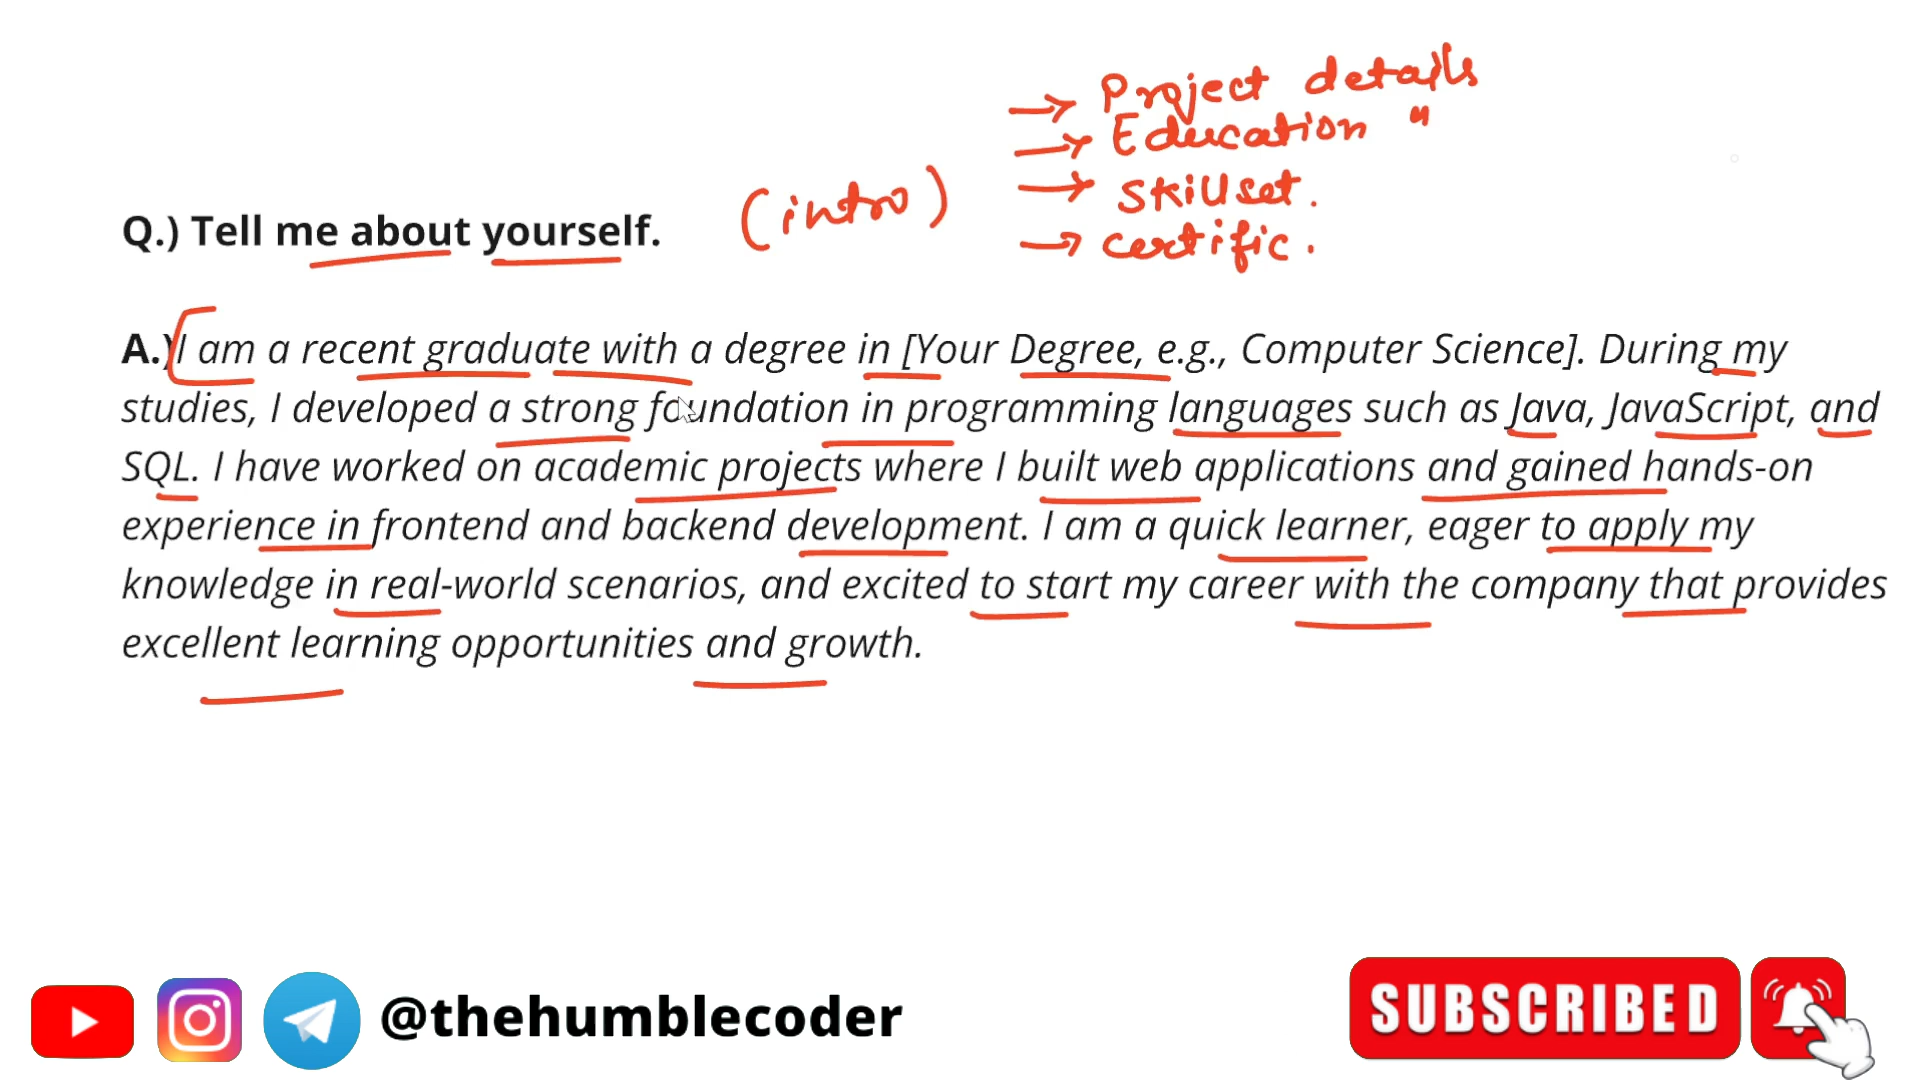 → Project details
→ Education "
→ Skillset.
→ certific.
(intro)
Q.) Tell me about yourself.
A.) I am a recent graduate with a degree in [Your Degree, e.g., Computer Science]. During my
studies, I developed a strong foundation in programming languages such as Java, JavaScript, and
SQL. I have worked on academic projects where I built web applications and gained hands-on
experience in frontend and backend development. I am a quick learner, eager to apply my
knowledge in real-world scenarios, and excited to start my career with the company that provides
excellent learning opportunities and growth.
@thehumblecoder
SUBSCRIBED